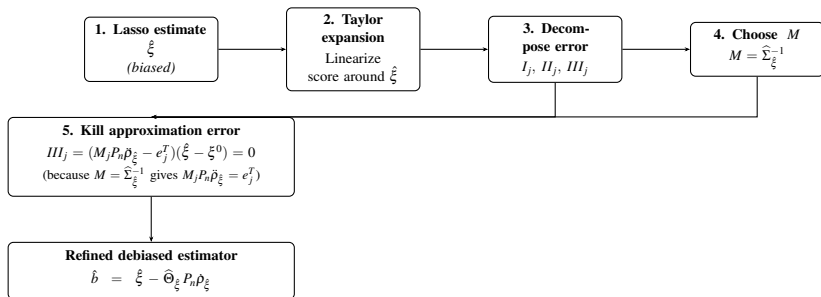 1. Lasso estimate
ξ̂
(biased)
2. Taylor
expansion
Linearize
score around ξ̂
3. Decom-
pose error
I_j, II_j, III_j
4. Choose M
M = Σ̂_ξ̂^{-1}
5. Kill approximation error
III_j = (M_j P_n ρ̈_ξ̂ − e_j^T)(ξ̂ − ξ^0) = 0
(because M = Σ̂_ξ̂^{-1} gives M_j P_n ρ̈_ξ̂ = e_j^T)
Refined debiased estimator
b̂ = ξ̂ − Θ̂_ξ̂ P_n ρ̇_ξ̂